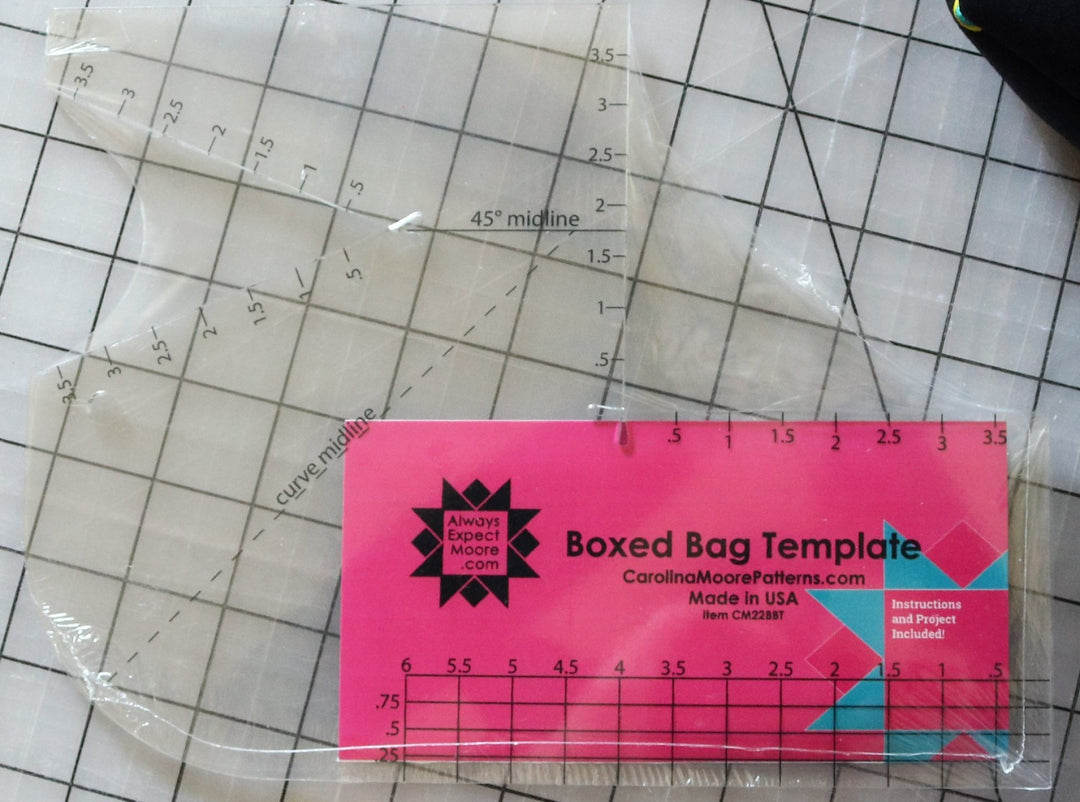 3.5
3
2.5
2
1.5
1
.5
3.5
3
2.5
2
1.5
1
.5
45° midline
.5
1
1.5
2
2.5
3
3.5
curve midline
.5
1
1.5
2
2.5
3
3.5
Always
Expect
Moore
.com
Boxed Bag Template
CarolinaMoorePatterns.com
Made in USA
Item CM22BBT
Instructions
and Project
Included!
6 5.5 5 4.5 4 3.5 3 2.5 2 1.5 1 .5
.75
.5
.25